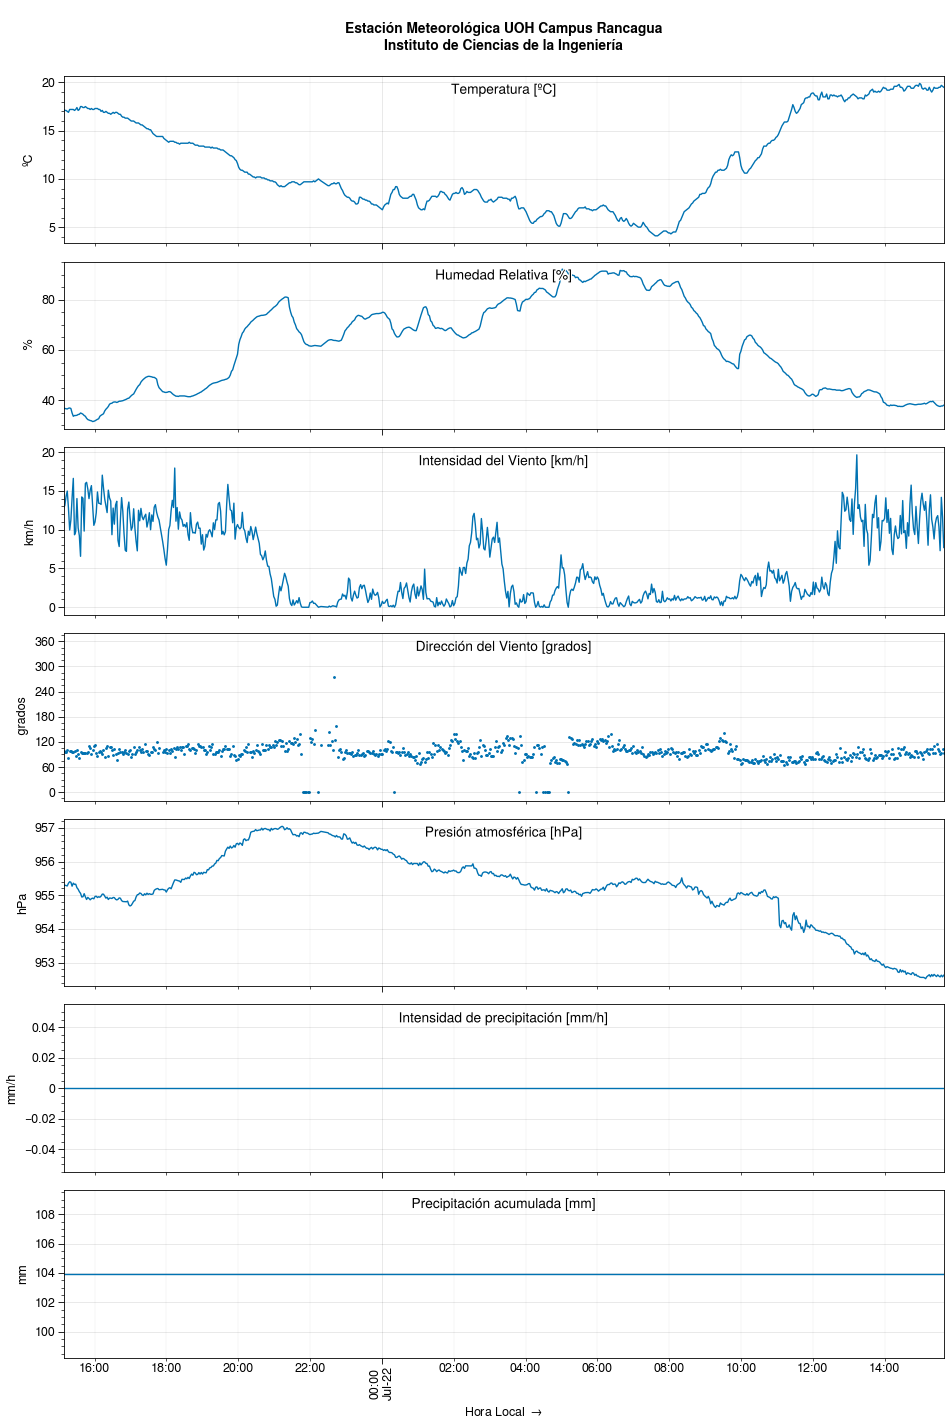 Estación Meteorológica UOH Campus Rancagua
Instituto de Ciencias de la Ingeniería
Temperatura [ºC]
ºC
20
15
10
5
Humedad Relativa [%]
%
80
60
40
Intensidad del Viento [km/h]
km/h
20
15
10
5
0
Dirección del Viento [grados]
grados
360
300
240
180
120
60
0
Presión atmosférica [hPa]
hPa
957
956
955
954
953
Intensidad de precipitación [mm/h]
mm/h
0.04
0.02
0
−0.02
−0.04
Precipitación acumulada [mm]
mm
108
106
104
102
100
16:00 18:00 20:00 22:00 00:00 02:00 04:00 06:00 08:00 10:00 12:00 14:00
Jul-22
Hora Local →